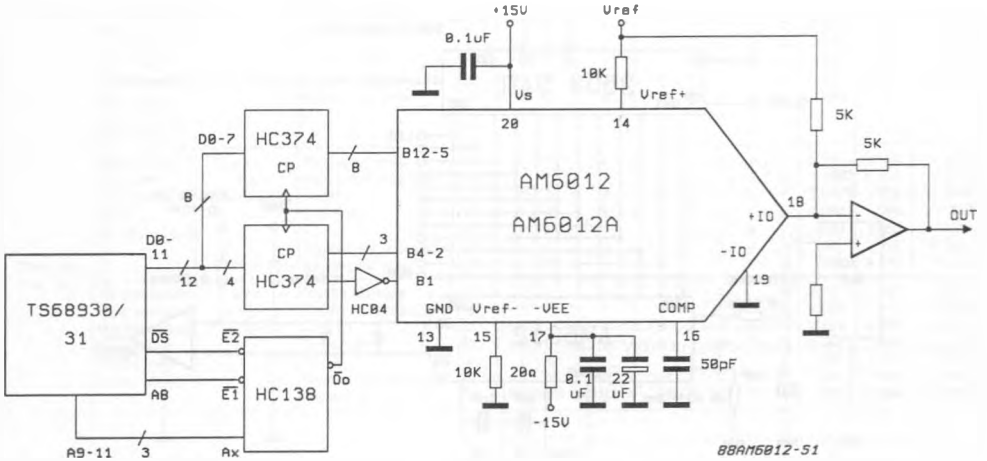 +15V
Vref
0.1uF
10K
Vs
Vref+
20
14
5K
5K
HC374
CP
D0-7
8
8
B12-5
AM6012
AM6012A
+IO
18
-IO
19
-
+
OUT
D0-
11
12
4
CP
HC374
3
B4-2
B1
HC04
TS68930/
31
DS
E2
A8
E1
HC138
Do
A9-11
3
Ax
GND
Vref-
-VEE
COMP
13
15
17
16
10K
20Ω
0.1
uF
22
uF
50pF
-15V
88AM6012-51